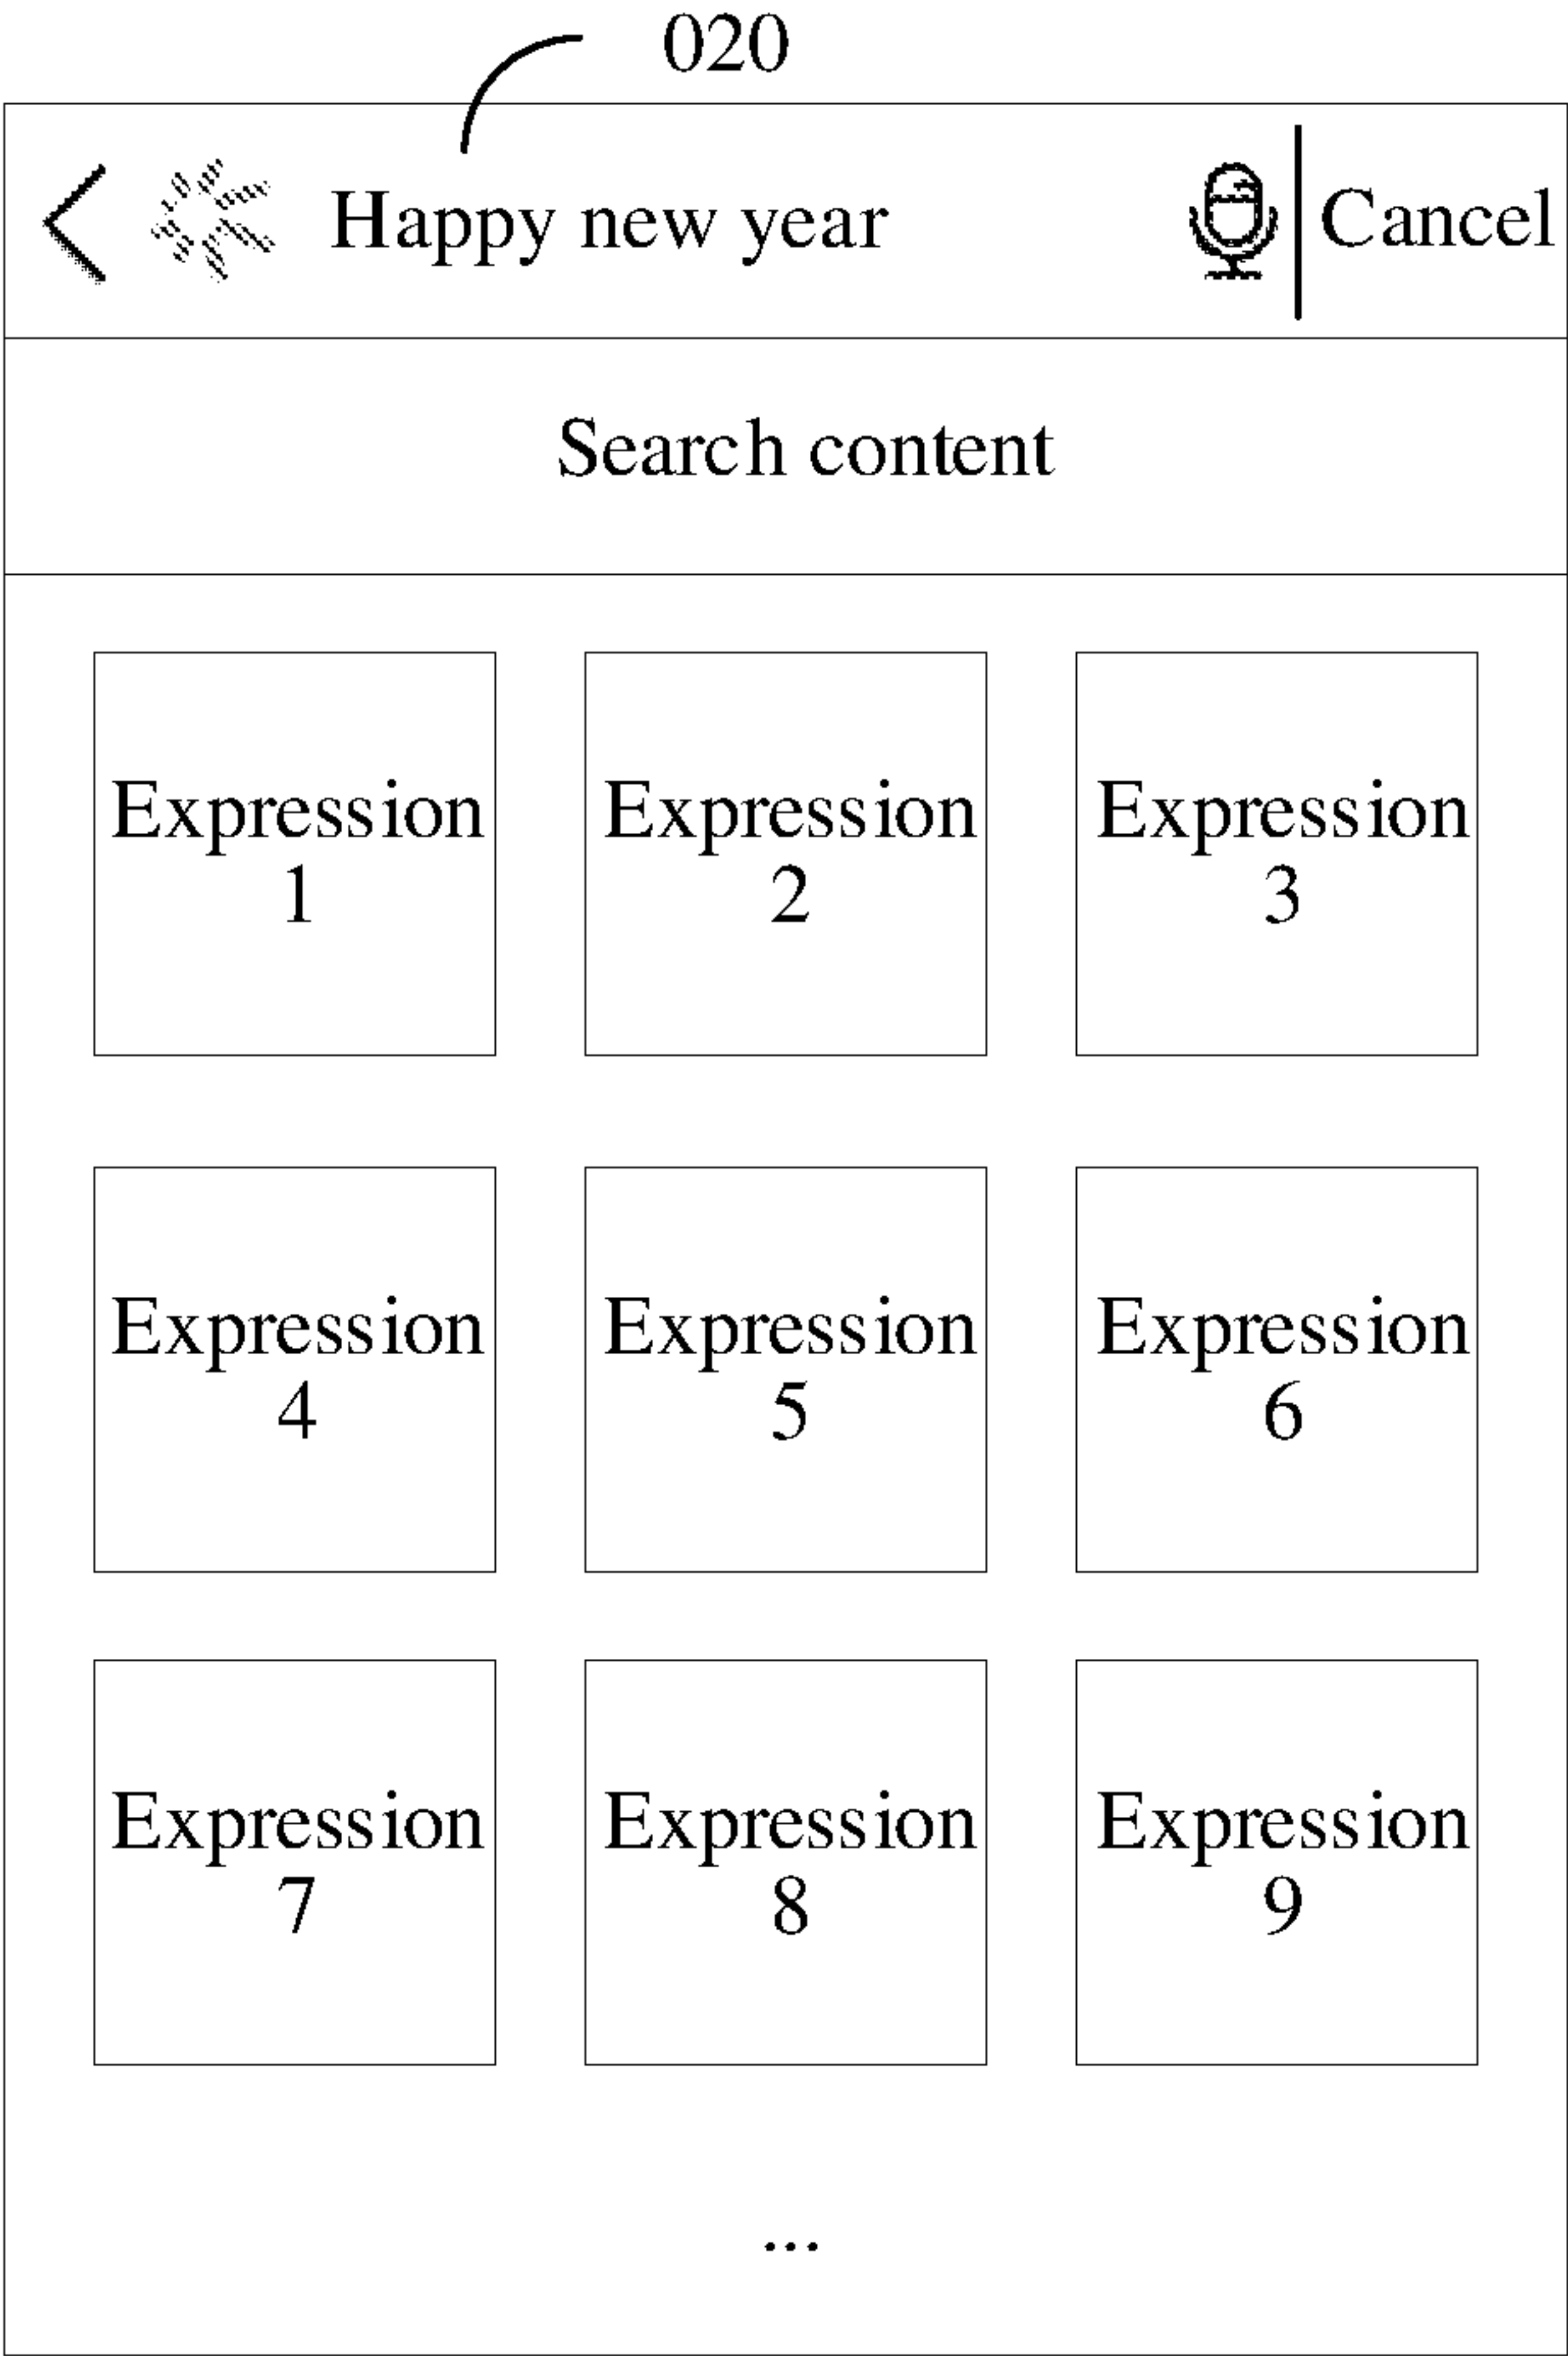 020
Happy new year
Cancel
Search content
Expression
1
Expression
2
Expression
3
Expression
4
Expression
5
Expression
6
Expression
7
Expression
8
Expression
9
...